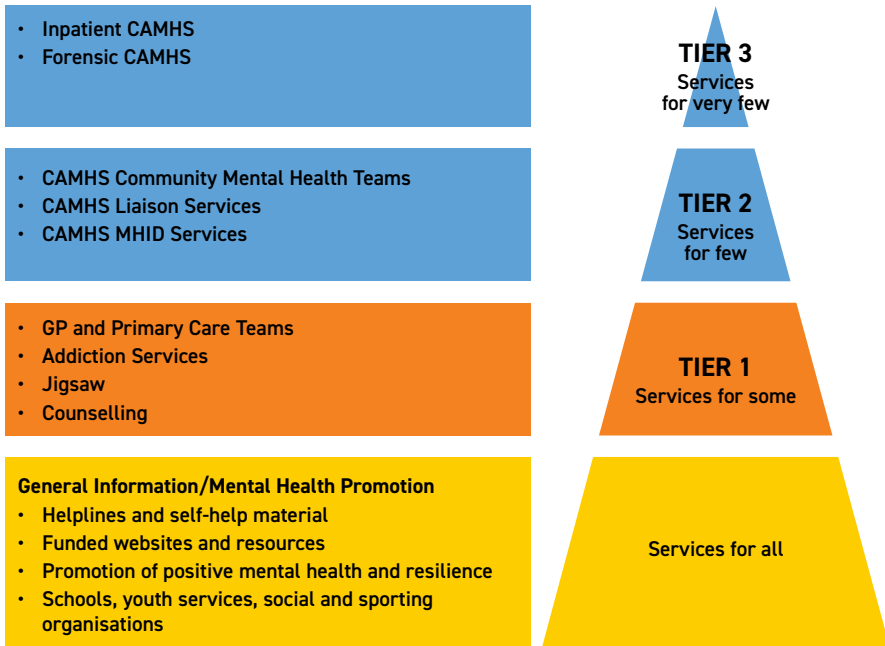 • Inpatient CAMHS
• Forensic CAMHS
TIER 3
Services
for very few
• CAMHS Community Mental Health Teams
• CAMHS Liaison Services
• CAMHS MHID Services
TIER 2
Services
for few
• GP and Primary Care Teams
• Addiction Services
• Jigsaw
• Counselling
TIER 1
Services for some
General Information/Mental Health Promotion
• Helplines and self-help material
• Funded websites and resources
• Promotion of positive mental health and resilience
• Schools, youth services, social and sporting
organisations
Services for all